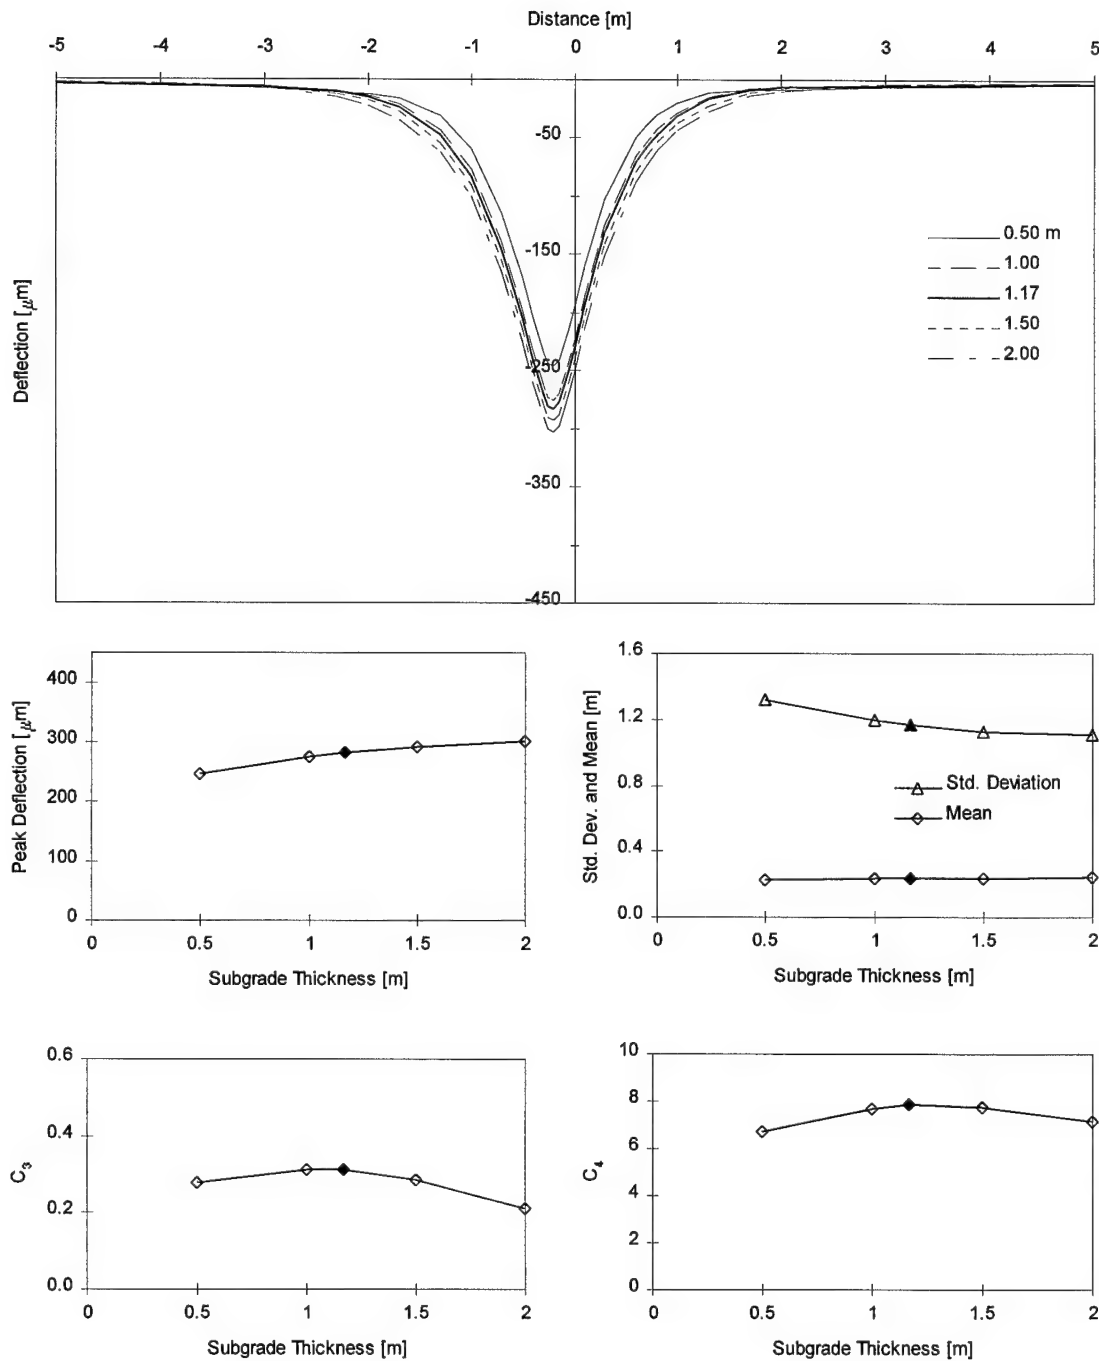 Distance [m]
-5 -4 -3 -2 -1 0 1 2 3 4 5
-50
-150
-250
-350
-450
Deflection [μm]
0.50 m
1.00
1.17
1.50
2.00
400
300
200
100
0
Peak Deflection [μm]
0 0.5 1 1.5 2
Subgrade Thickness [m]
1.6
1.2
0.8
0.4
0.0
Std. Dev. and Mean [m]
Std. Deviation
Mean
0 0.5 1 1.5 2
Subgrade Thickness [m]
0.6
0.4
0.2
0.0
C₃
0 0.5 1 1.5 2
Subgrade Thickness [m]
10
8
6
4
2
0
C₄
0 0.5 1 1.5 2
Subgrade Thickness [m]